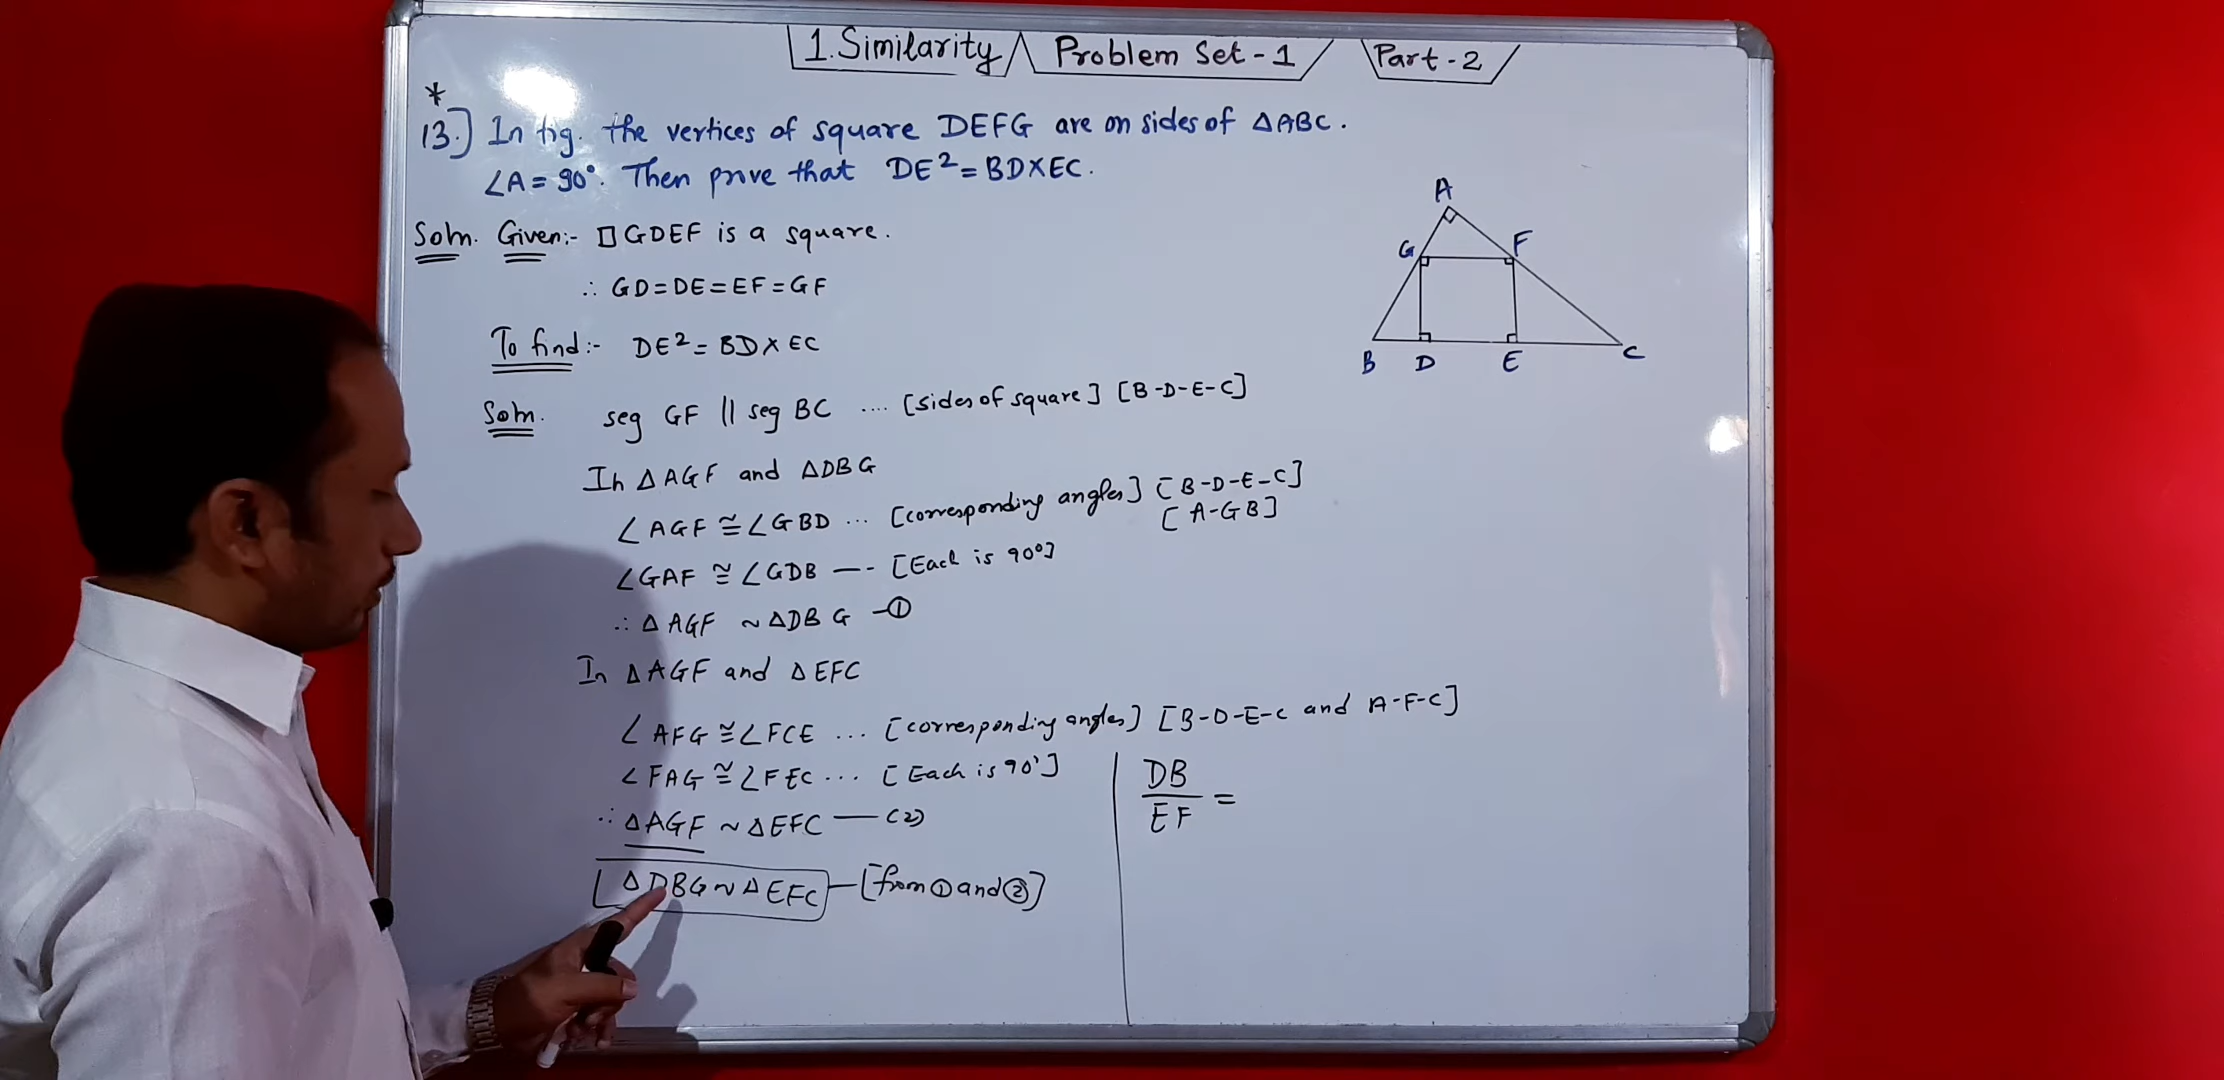 1. Similarity Problem Set - 1 Part - 2
*
13.] In fig. the vertices of square DEFG are on sides of ΔABC.
∠A = 90°. Then prove that DE² = BD×EC.
Soln. Given:- □ GDEF is a square.
∴ GD = DE = EF = GF
To find:- DE² = BD × EC
Soln. seg GF || seg BC .... [sides of square] [B-D-E-C]
In Δ AGF and ΔDBG
∠AGF ≅ ∠GBD ... [corresponding angles] [B-D-E-C]
[A-G B]
∠GAF ≅ ∠GDB --- [Each is 90°]
∴ Δ AGF ~ ΔDBG —①
In ΔAGF and ΔEFC
∠AFG ≅ ∠FCE ... [corresponding angles] [B-D-E-C and A-F-C]
∠FAG ≅ ∠FEC ... [Each is 90°]
∴ ΔAGF ~ ΔEFC — (2)
ΔDBG ~ ΔEFC — [from ① and ②]
DB
EF =
A
G F
B D E C